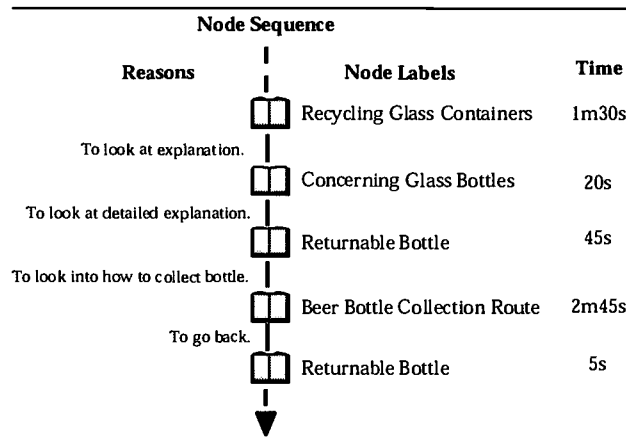 Node Sequence
Reasons Node Labels Time
Recycling Glass Containers 1m30s
To look at explanation.
Concerning Glass Bottles 20s
To look at detailed explanation.
Returnable Bottle 45s
To look into how to collect bottle.
Beer Bottle Collection Route 2m45s
To go back.
Returnable Bottle 5s